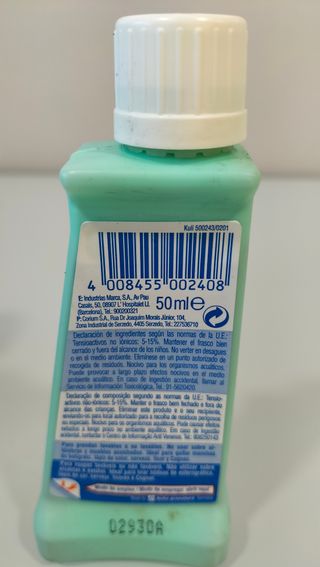 Kuli 500243/0201
4 008455 002408
E: Industrias Marca, S.A., Av Pau
Casals, 50, 08907 L' Hospitalet Ll.
(Barcelona), Tel.: 900200321
50 ml e
P: Corium S.A., Rua Dr Joaquim Morais Júnior, 104,
Zona Industrial de Serzedo, 4405 Serzedo, Tel.: 227536710
Declaración de ingredientes según las normas de la U.E.:
Tensioactivos no iónicos: 5-15%. Mantener el frasco bien
cerrado y fuera del alcance de los niños. No verter en desagües
o en el medio ambiente. Elimínese en un punto autorizado de
recogida de residuos. Nocivo para los organismos acuáticos.
Puede provocar a largo plazo efectos nocivos en el medio
ambiente acuático. En caso de ingestión accidental, llamar al
Servicio de Información Toxicológica, Tel.: 91-5620420.
Declaração de composição segundo as normas da U.E.: Tensio-
activos não-iónicos: 5-15%. Manter o frasco bem fechado e fora do
alcance das crianças. Eliminar este produto e o seu recipiente,
enviando-os para local autorizado para a recolha de resíduos perigosos
ou especiais. Nocivo para os organismos aquáticos. Pode causar efeitos
nefastos a longo prazo no ambiente aquático. Em caso de ingestão
acidental, contactar o Centro de Informação Anti Venenos, Tel.: 808250143
02930A